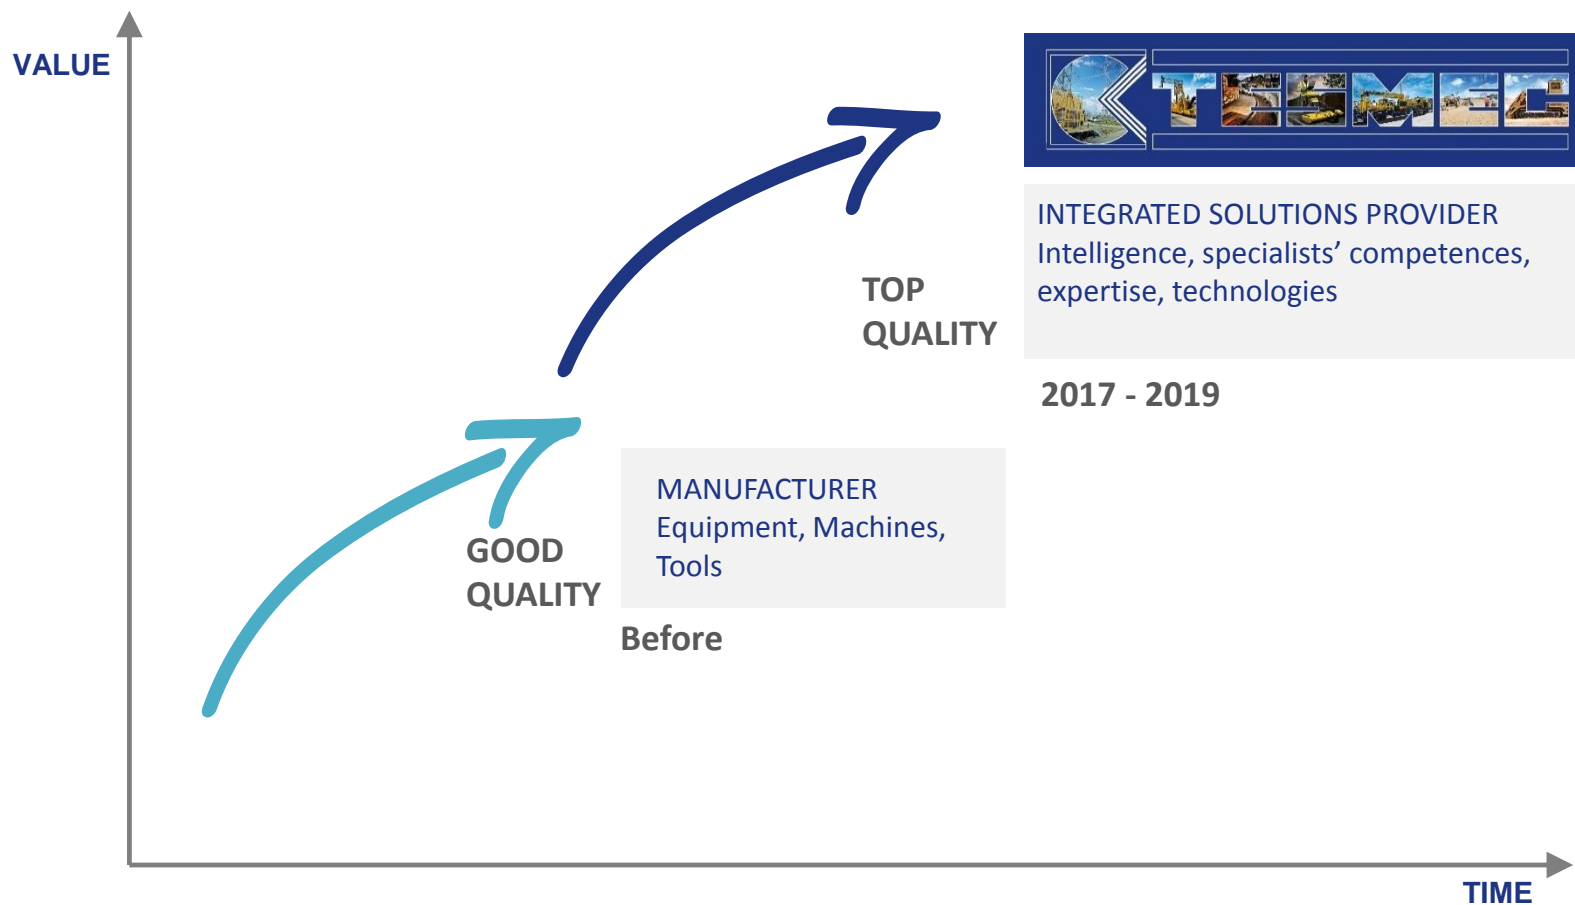 VALUE
TESMEC
INTEGRATED SOLUTIONS PROVIDER
Intelligence, specialists’ competences,
expertise, technologies
TOP
QUALITY
2017 - 2019
MANUFACTURER
Equipment, Machines,
Tools
GOOD
QUALITY
Before
TIME